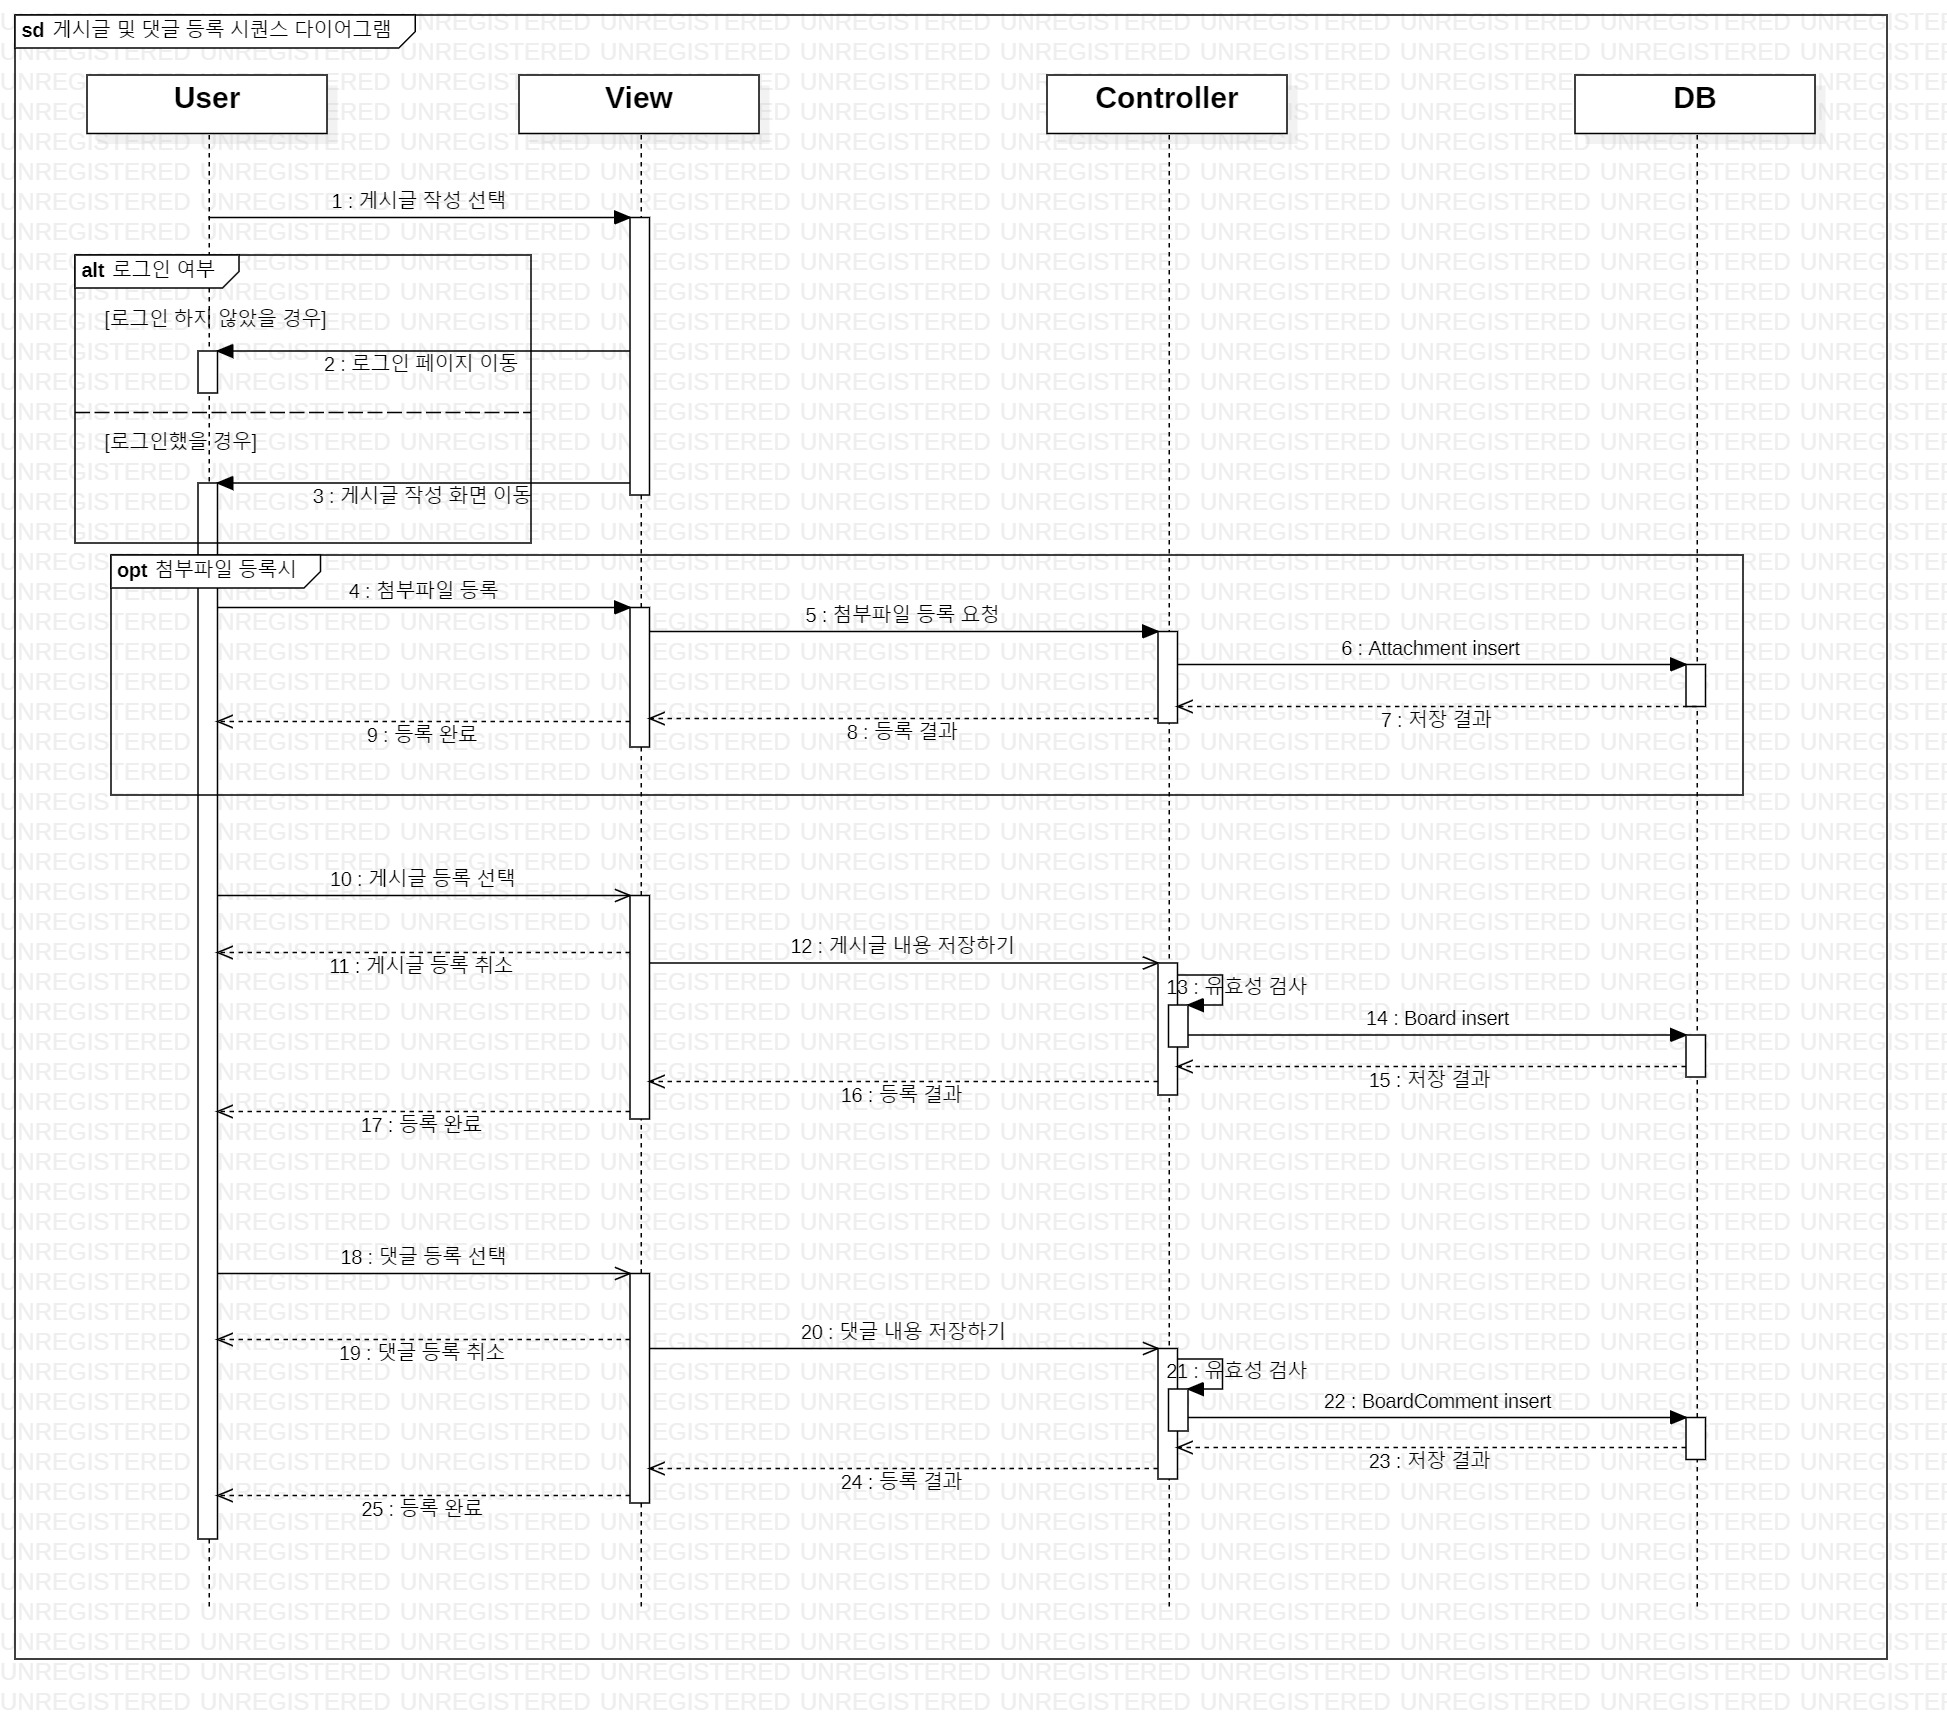 sd 게시글 및 댓글 등록 시퀀스 다이어그램
User
View
Controller
DB
1 : 게시글 작성 선택
alt 로그인 여부
[로그인 하지 않았을 경우]
2 : 로그인 페이지 이동
[로그인했을 경우]
3 : 게시글 작성 화면 이동
opt 첨부파일 등록시
4 : 첨부파일 등록
5 : 첨부파일 등록 요청
6 : Attachment insert
7 : 저장 결과
8 : 등록 결과
9 : 등록 완료
10 : 게시글 등록 선택
11 : 게시글 등록 취소
12 : 게시글 내용 저장하기
13 : 유효성 검사
14 : Board insert
15 : 저장 결과
16 : 등록 결과
17 : 등록 완료
18 : 댓글 등록 선택
19 : 댓글 등록 취소
20 : 댓글 내용 저장하기
21 : 유효성 검사
22 : BoardComment insert
23 : 저장 결과
24 : 등록 결과
25 : 등록 완료
UNREGISTERED